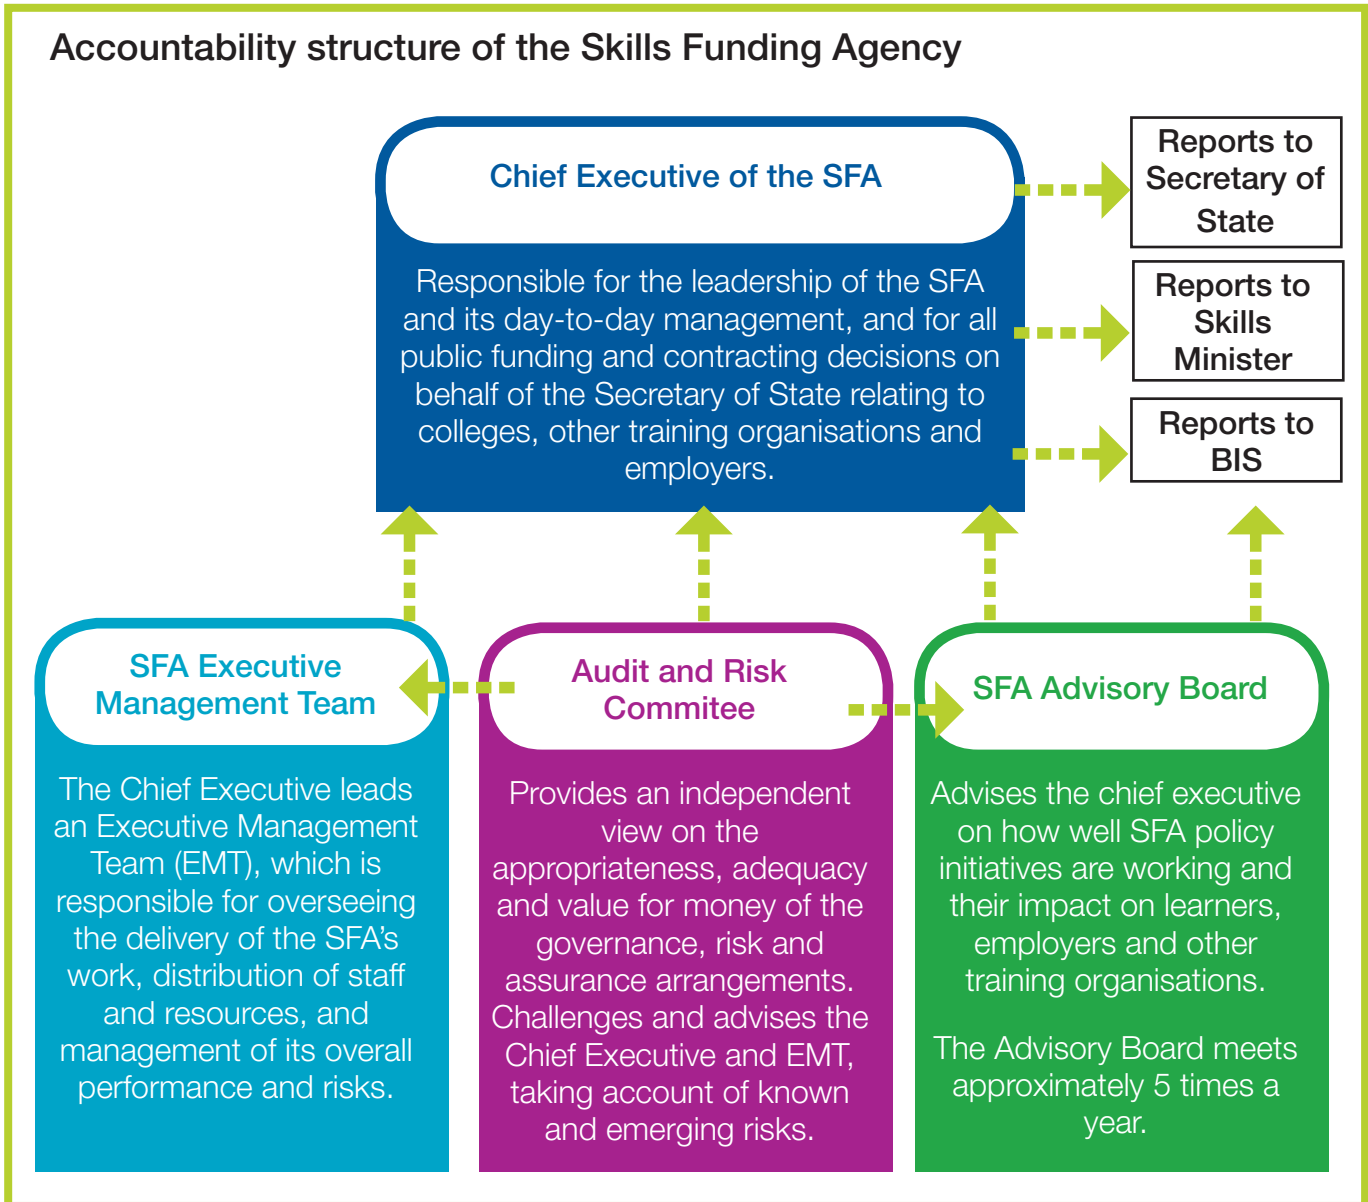 Accountability structure of the Skills Funding Agency
Chief Executive of the SFA
Responsible for the leadership of the SFA
and its day-to-day management, and for all
public funding and contracting decisions on
behalf of the Secretary of State relating to
colleges, other training organisations and
employers.
Reports to
Secretary of
State
Reports to
Skills
Minister
Reports to
BIS
SFA Executive
Management Team
The Chief Executive leads
an Executive Management
Team (EMT), which is
responsible for overseeing
the delivery of the SFA’s
work, distribution of staff
and resources, and
management of its overall
performance and risks.
Audit and Risk
Commitee
Provides an independent
view on the
appropriateness, adequacy
and value for money of the
governance, risk and
assurance arrangements.
Challenges and advises the
Chief Executive and EMT,
taking account of known
and emerging risks.
SFA Advisory Board
Advises the chief executive
on how well SFA policy
initiatives are working and
their impact on learners,
employers and other
training organisations.
The Advisory Board meets
approximately 5 times a
year.